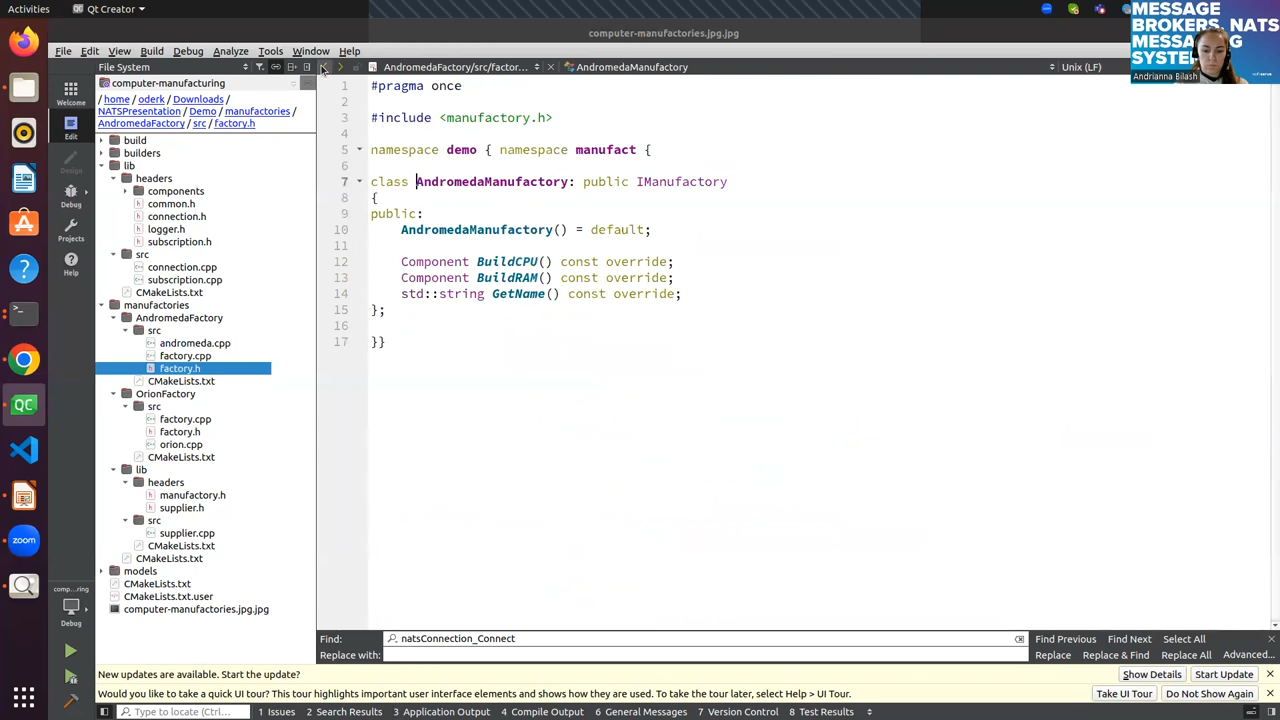 Activities
Qt Creator
computer-manufactories.jpg.jpg
MESSAGE
BROKERS. NATS
SYSTEM
Andrianna Bilash
File Edit View Build Debug Analyze Tools Window Help
File System
AndromedaFactory/src/factor...
AndromedaManufactory
Unix (LF)
computer-manufacturing
/ home / oderk / Downloads /
NATSPresentation / Demo / manufactories /
AndromedaFactory / src / factory.h
Welcome
Edit
Design
Debug
Projects
Help
comp...ring
Debug
build
builders
lib
headers
components
common.h
connection.h
logger.h
subscription.h
src
connection.cpp
subscription.cpp
CMakeLists.txt
manufactories
AndromedaFactory
src
andromeda.cpp
factory.cpp
factory.h
CMakeLists.txt
OrionFactory
src
factory.cpp
factory.h
orion.cpp
CMakeLists.txt
lib
headers
manufactory.h
supplier.h
src
supplier.cpp
CMakeLists.txt
CMakeLists.txt
models
CMakeLists.txt
CMakeLists.txt.user
computer-manufactories.jpg.jpg
1 #pragma once
2
3 #include <manufactory.h>
4
5 namespace demo { namespace manufact {
6
7 class AndromedaManufactory: public IManufactory
8 {
9 public:
10 AndromedaManufactory() = default;
11
12 Component BuildCPU() const override;
13 Component BuildRAM() const override;
14 std::string GetName() const override;
15 };
16
17 }}
zoom
QC
Find: natsConnection_Connect Find Previous Find Next Select All
Replace with: Replace Replace & Find Replace All Advanced...
New updates are available. Start the update? Show Details Start Update
Would you like to take a quick UI tour? This tour highlights important user interface elements and shows how they are used. To take the tour later, select Help > UI Tour. Take UI Tour Do Not Show Again
Type to locate (Ctrl... 1 Issues 2 Search Results 3 Application Output 4 Compile Output 6 General Messages 7 Version Control 8 Test Results